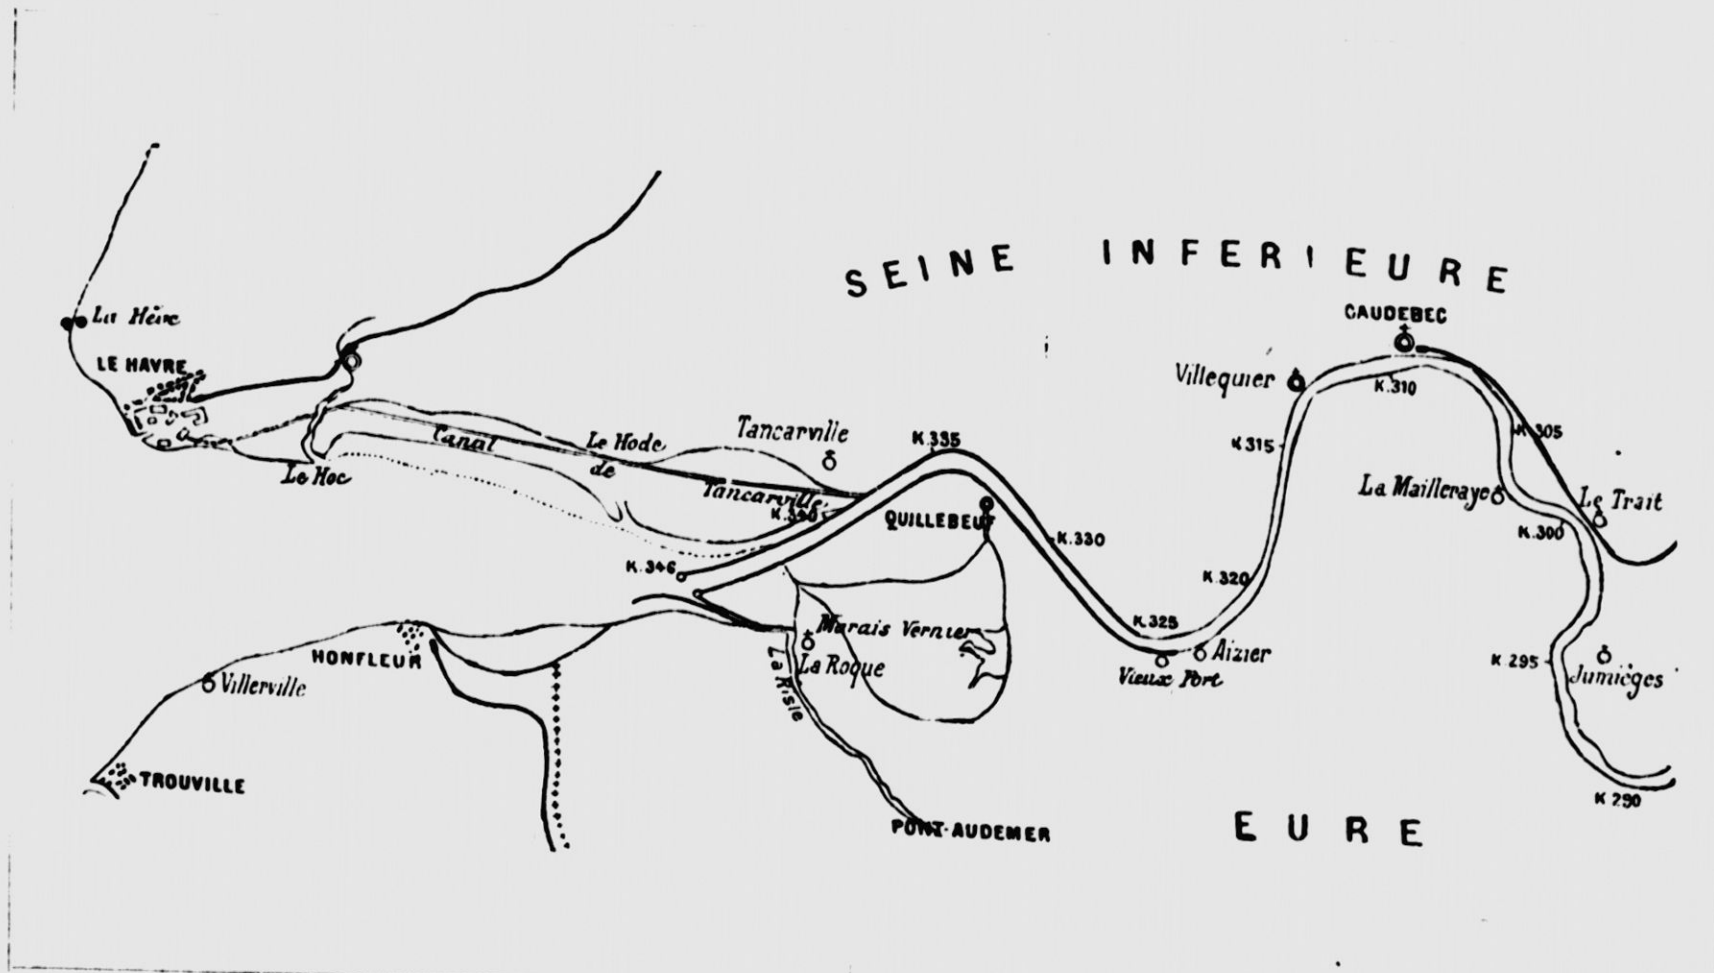 SEINE INFERIEURE
CAUDEBEC
La Hève
LE HAVRE
Villequier
K.310
Tancarville
K.335
K.315
K.305
Canal
Le Hode
de
Tancarville
Le Hoc
La Mailleraye
Le Trait
K.340
QUILLEBEUF
K.300
K.330
K.346
K.320
K.325
Marais Vernier
HONFLEUR
La Roque
Aizier
Vieux Port
K 295
Jumièges
La Risle
Villerville
TROUVILLE
K 290
PONT-AUDEMER
EURE